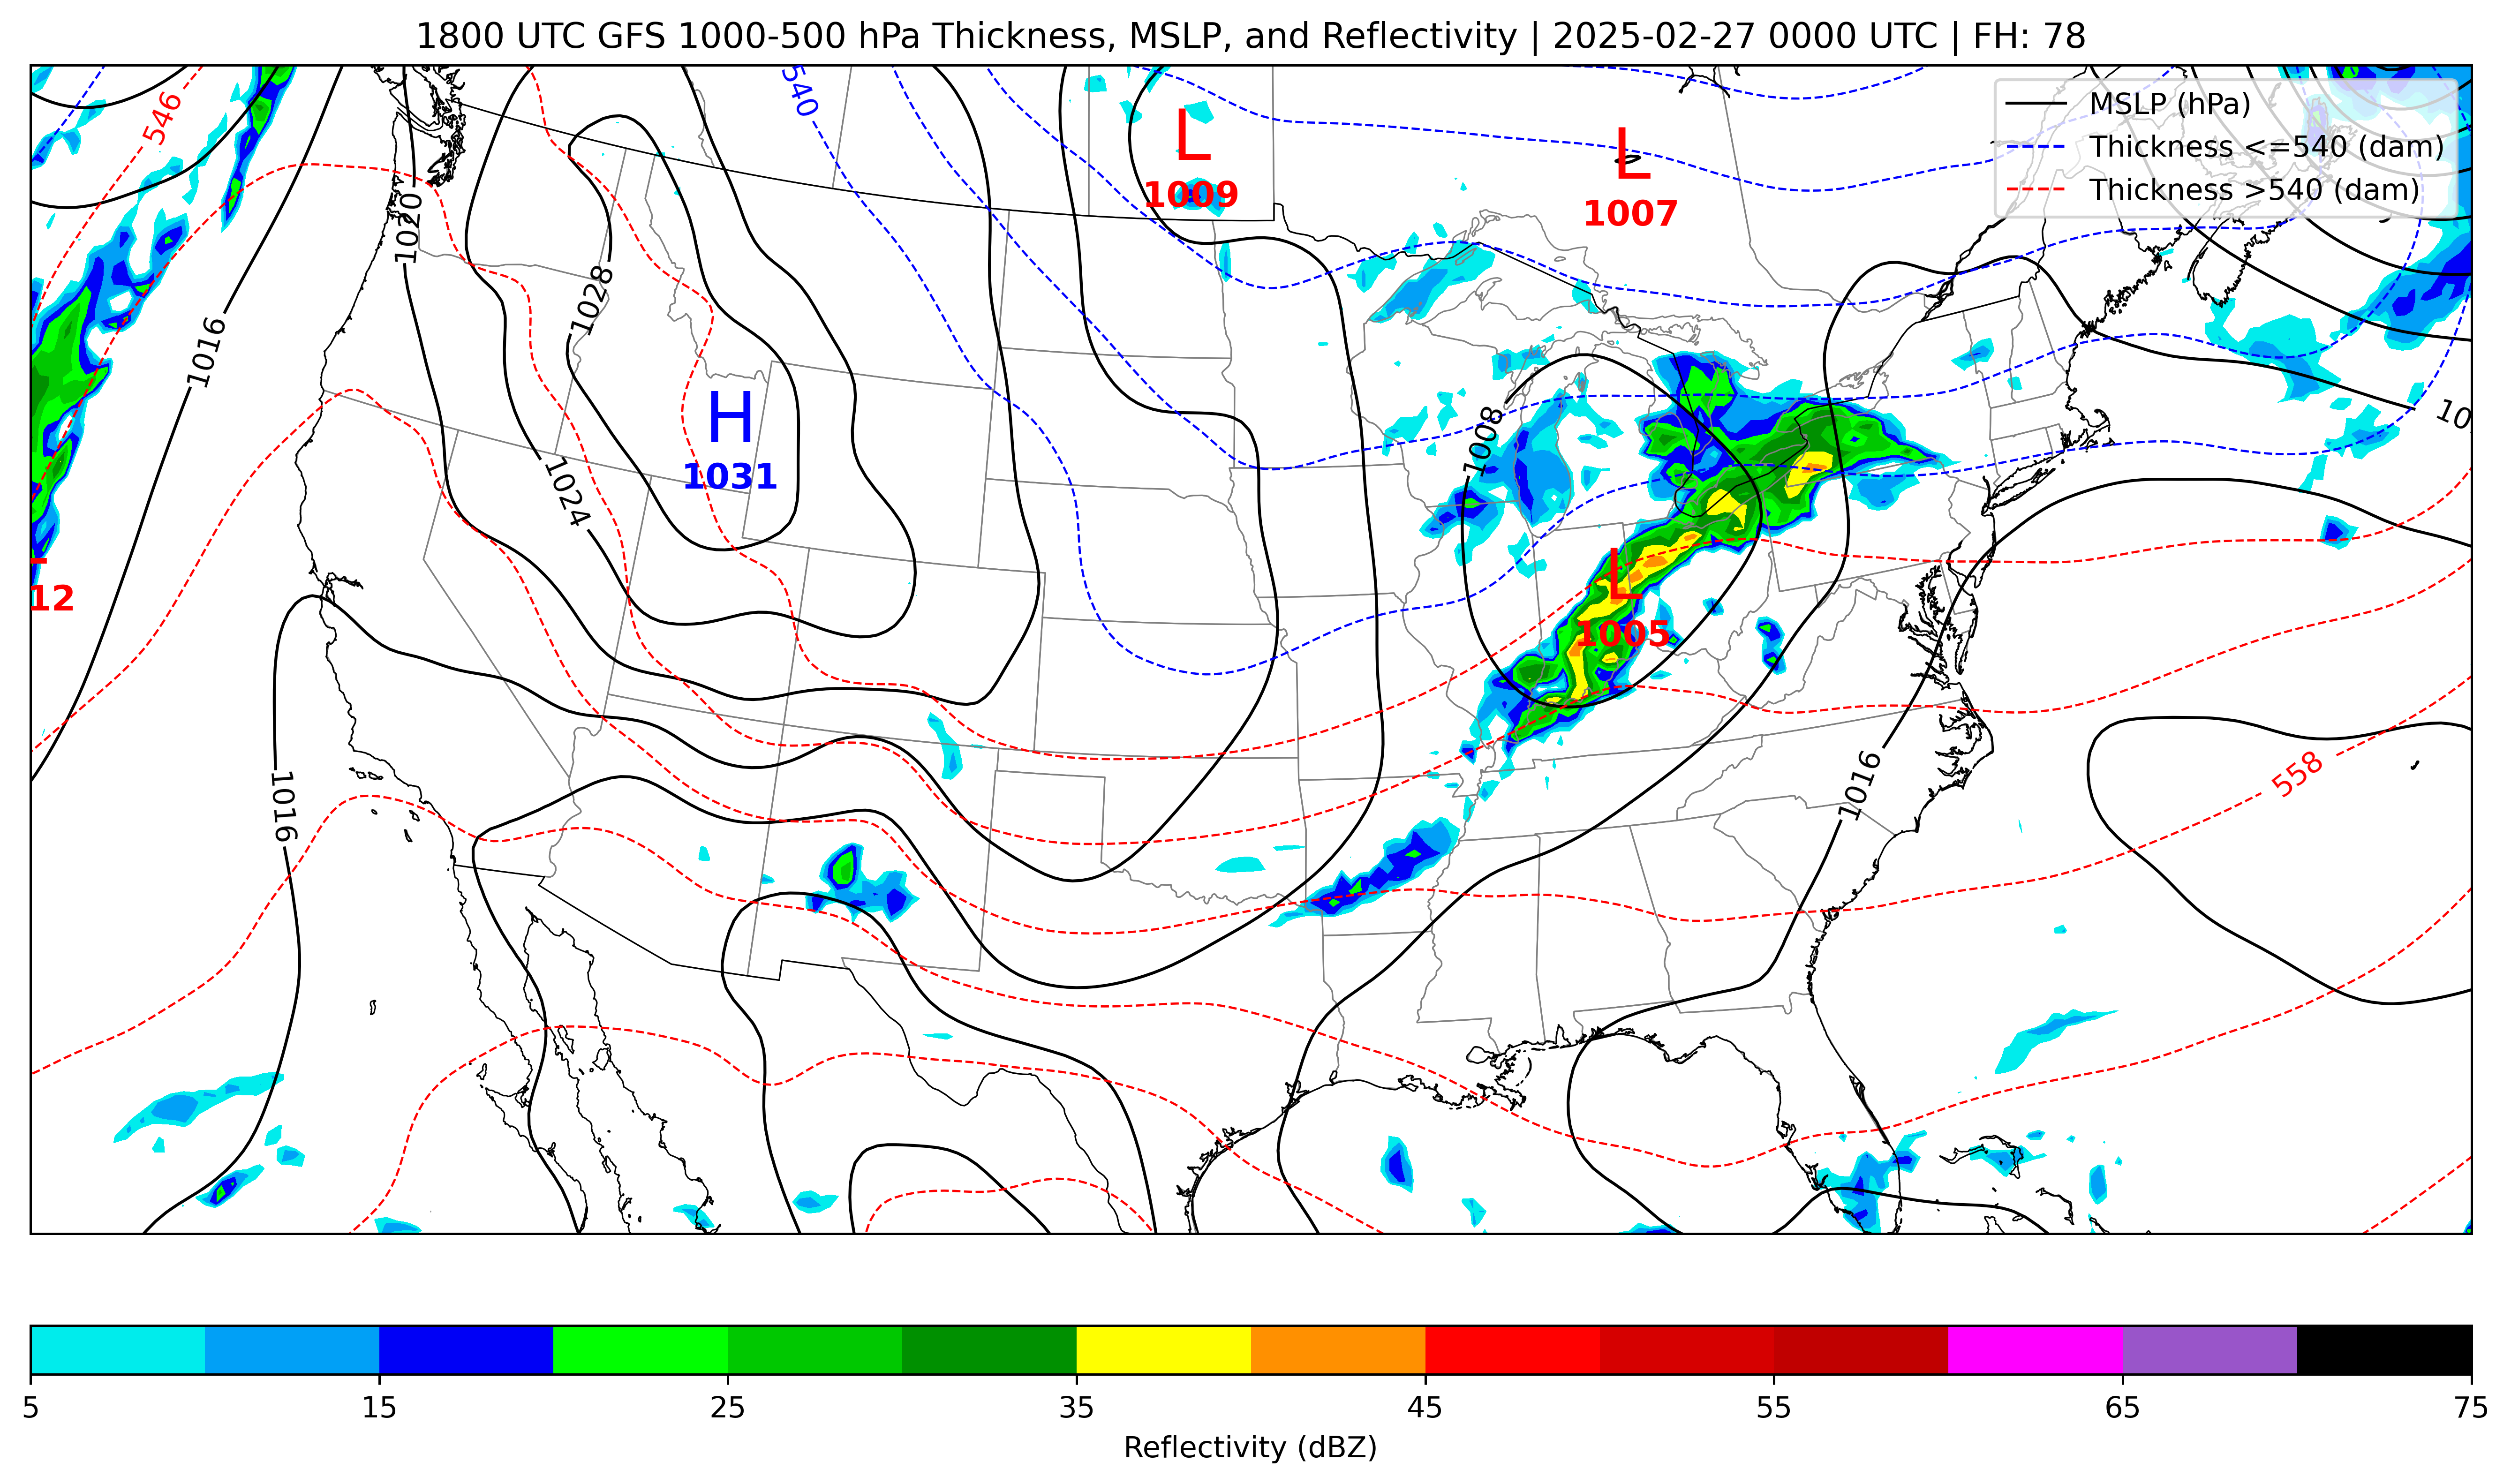 1800 UTC GFS 1000-500 hPa Thickness, MSLP, and Reflectivity | 2025-02-27 0000 UTC | FH: 78
MSLP (hPa)
Thickness <=540 (dam)
Thickness >540 (dam)
546
540
L
1009
L
1007
1020
1028
1016
H
1031
1024
1008
10
L
1005
12
1016
1016
558
5 15 25 35 45 55 65 75
Reflectivity (dBZ)